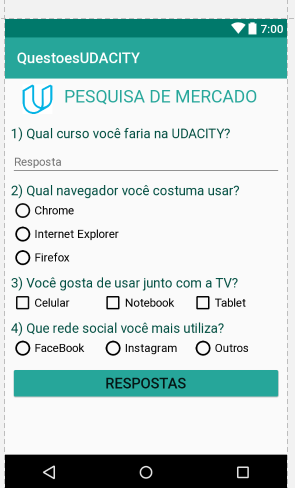 7:00
QuestoesUDACITY
PESQUISA DE MERCADO
1) Qual curso você faria na UDACITY?
Resposta
2) Qual navegador você costuma usar?
Chrome
Internet Explorer
Firefox
3) Você gosta de usar junto com a TV?
Celular Notebook Tablet
4) Que rede social você mais utiliza?
FaceBook Instagram Outros
RESPOSTAS